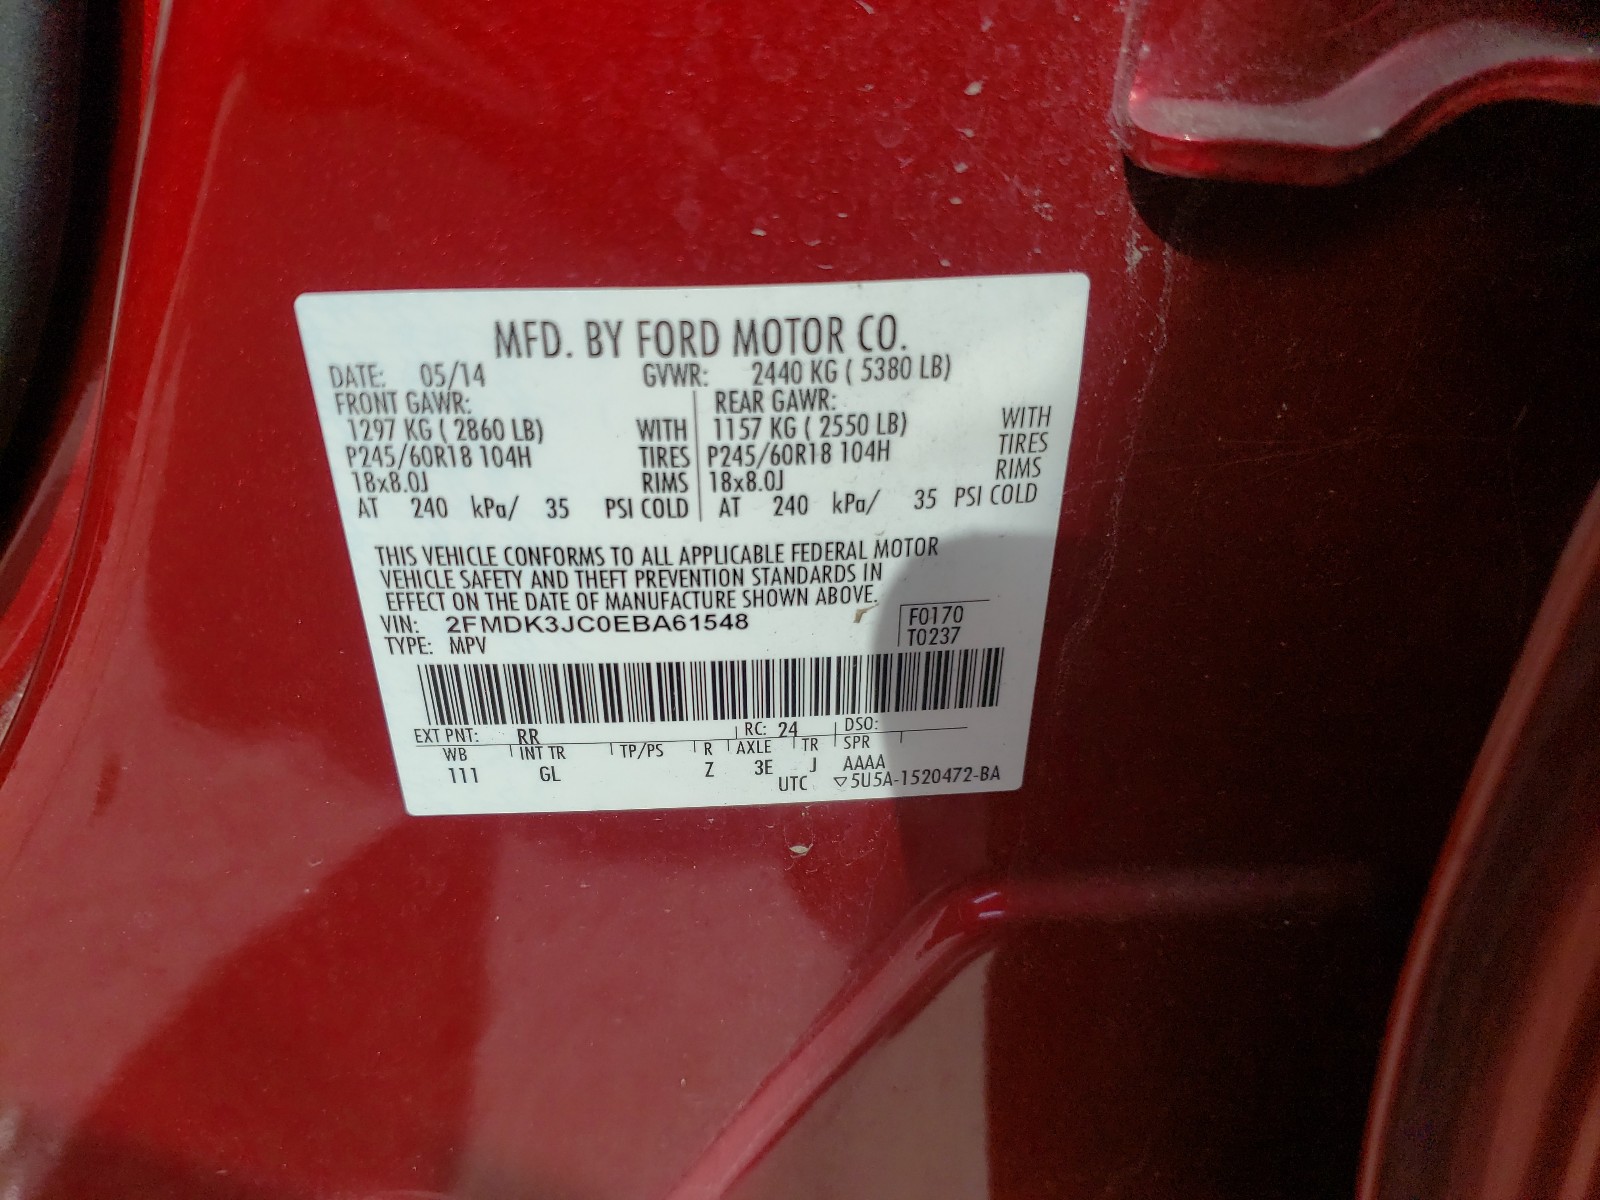 MFD. BY FORD MOTOR CO.
DATE: 05/14 GVWR: 2440 KG ( 5380 LB)
FRONT GAWR: REAR GAWR:
1297 KG ( 2860 LB) WITH 1157 KG ( 2550 LB) WITH
P245/60R18 104H TIRES P245/60R18 104H TIRES
18x8.0J RIMS 18x8.0J RIMS
AT 240 kPa/ 35 PSI COLD AT 240 kPa/ 35 PSI COLD
THIS VEHICLE CONFORMS TO ALL APPLICABLE FEDERAL MOTOR
VEHICLE SAFETY AND THEFT PREVENTION STANDARDS IN
EFFECT ON THE DATE OF MANUFACTURE SHOWN ABOVE.
VIN: 2FMDK3JC0EBA61548 F0170
TYPE: MPV T0237
EXT PNT: RR RC: 24 DSO:
WB INT TR TP/PS R AXLE TR SPR
111 GL Z 3E J AAAA
UTC ▽5U5A-1520472-BA